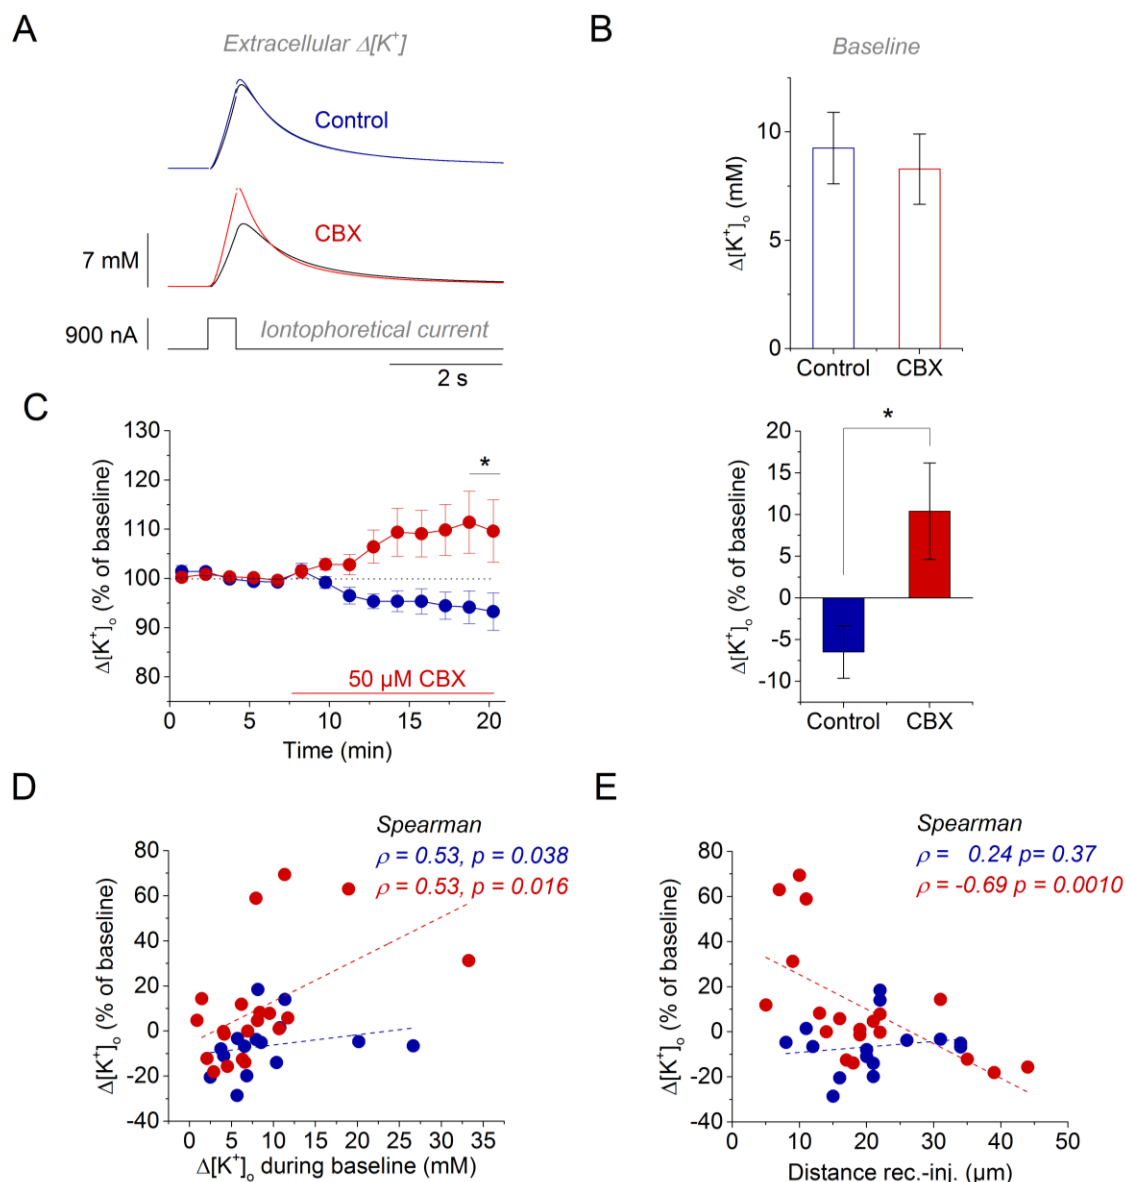 A
Extracellular Δ[K⁺]
Control
CBX
7 mM
900 nA
Iontophoretical current
2 s
B
Baseline
Δ[K⁺]ₒ (mM)
10
5
0
Control CBX
*
Δ[K⁺]ₒ (% of baseline)
20
15
10
5
0
-5
-10
Control CBX
C
Δ[K⁺]ₒ (% of baseline)
130
120
110
100
90
80
*
50 µM CBX
0 5 10 15 20
Time (min)
D
Spearman
ρ = 0.53, p = 0.038
ρ = 0.53, p = 0.016
Δ[K⁺]ₒ (% of baseline)
80
60
40
20
0
-20
-40
0 5 10 15 20 25 30 35
Δ[K⁺]ₒ during baseline (mM)
E
Spearman
ρ = 0.24 p= 0.37
ρ = -0.69 p = 0.0010
Δ[K⁺]ₒ (% of baseline)
80
60
40
20
0
-20
-40
0 10 20 30 40 50
Distance rec.-inj. (µm)